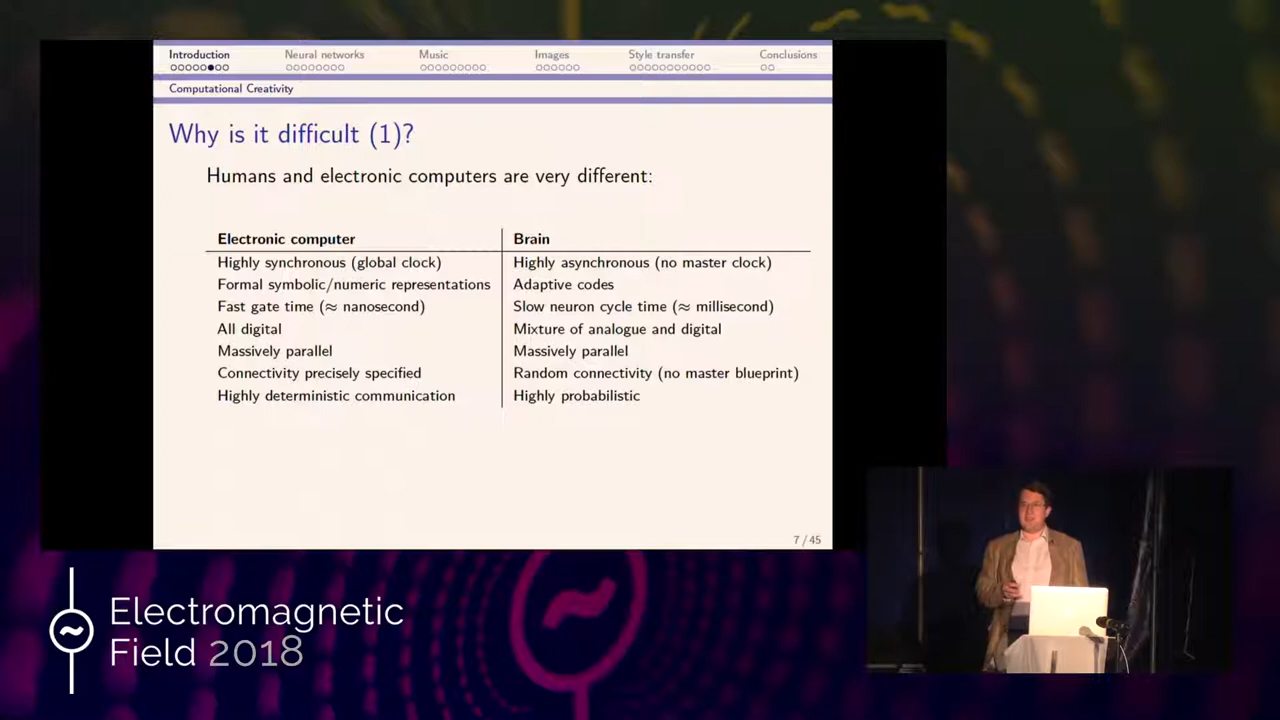 Introduction Neural networks Music Images Style transfer Conclusions
Computational Creativity
Why is it difficult (1)?
Humans and electronic computers are very different:
Electronic computer Brain
Highly synchronous (global clock) Highly asynchronous (no master clock)
Formal symbolic/numeric representations Adaptive codes
Fast gate time (≈ nanosecond) Slow neuron cycle time (≈ millisecond)
All digital Mixture of analogue and digital
Massively parallel Massively parallel
Connectivity precisely specified Random connectivity (no master blueprint)
Highly deterministic communication Highly probabilistic
7 / 45
Electromagnetic
Field 2018